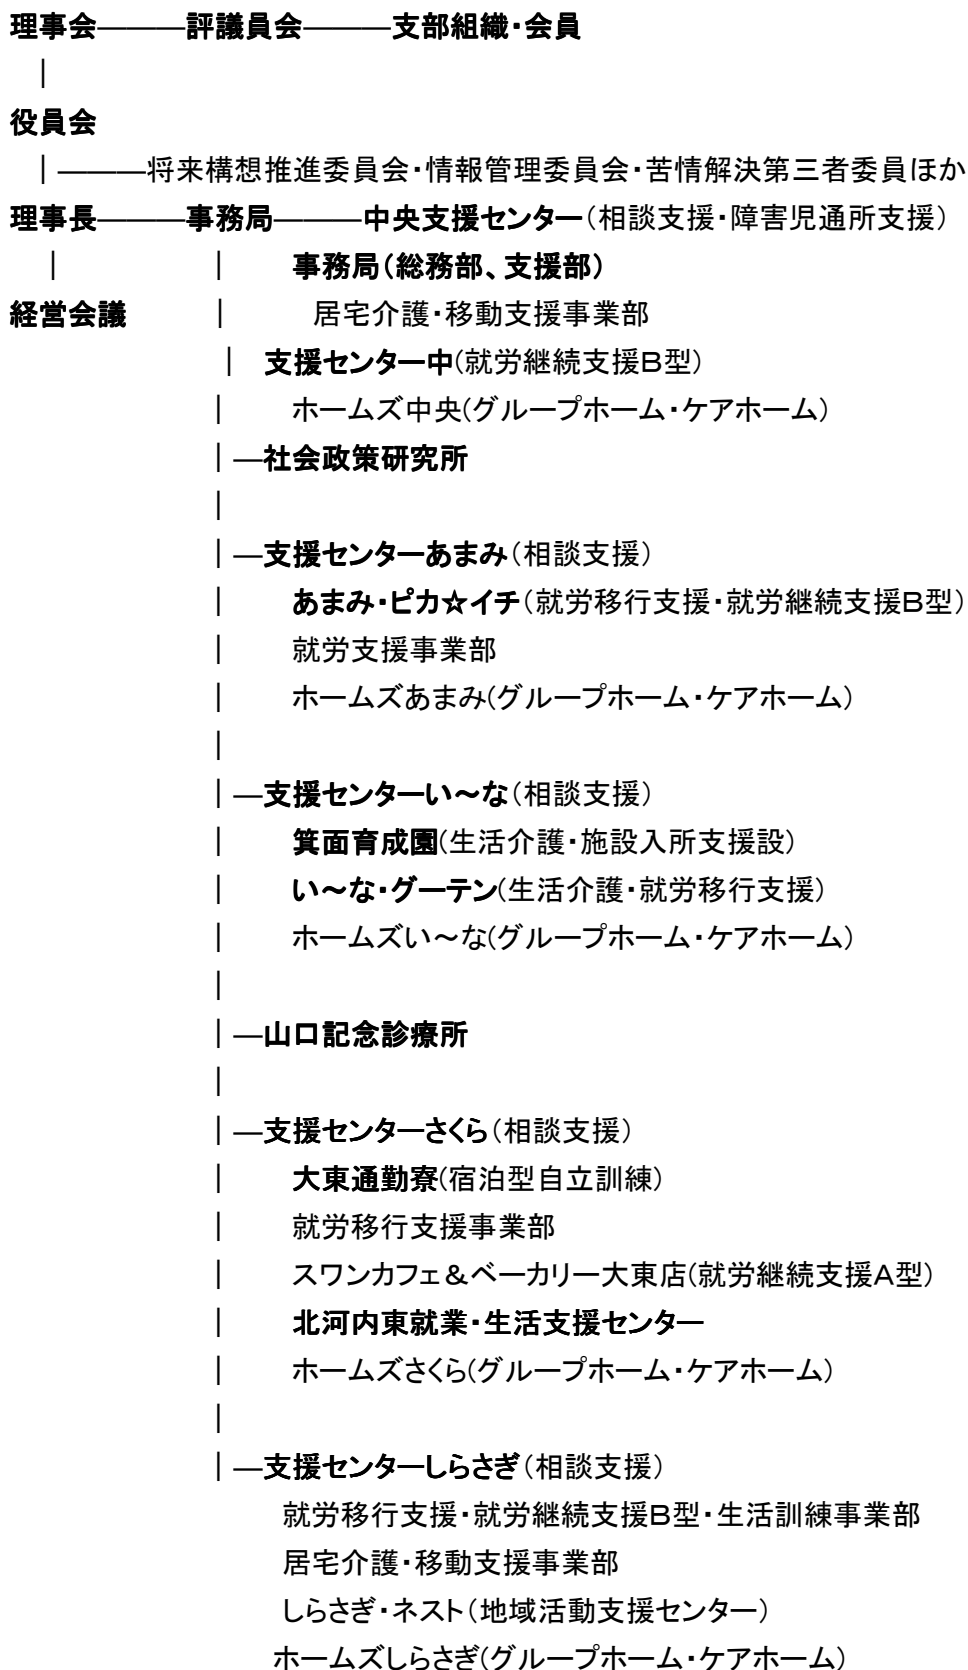 理事会―――評議員会―――支部組織・会員
｜
役員会
｜―――将来構想推進委員会・情報管理委員会・苦情解決第三者委員ほか
理事長―――事務局―――中央支援センター（相談支援・障害児通所支援）
｜　　　｜　　事務局（総務部、支援部）
経営会議　　　｜　　　居宅介護・移動支援事業部
｜　支援センター中(就労継続支援Ｂ型)
｜　　ホームズ中央(グループホーム・ケアホーム)
｜―社会政策研究所
｜
｜―支援センターあまみ（相談支援）
｜　　あまみ・ピカ☆イチ（就労移行支援・就労継続支援Ｂ型）
｜　　就労支援事業部
｜　　ホームズあまみ(グループホーム・ケアホーム)
｜
｜―支援センターい～な（相談支援）
｜　　箕面育成園(生活介護・施設入所支援設)
｜　　い～な・グーテン(生活介護・就労移行支援)
｜　　ホームズい～な(グループホーム・ケアホーム)
｜
｜―山口記念診療所
｜
｜―支援センターさくら（相談支援）
｜　　大東通勤寮(宿泊型自立訓練)
｜　　就労移行支援事業部
｜　　スワンカフェ＆ベーカリー大東店(就労継続支援Ａ型)
｜　　北河内東就業・生活支援センター
｜　　ホームズさくら(グループホーム・ケアホーム)
｜
｜―支援センターしらさぎ（相談支援）
就労移行支援・就労継続支援Ｂ型・生活訓練事業部
居宅介護・移動支援事業部
しらさぎ・ネスト（地域活動支援センター）
ホームズしらさぎ(グループホーム・ケアホーム)